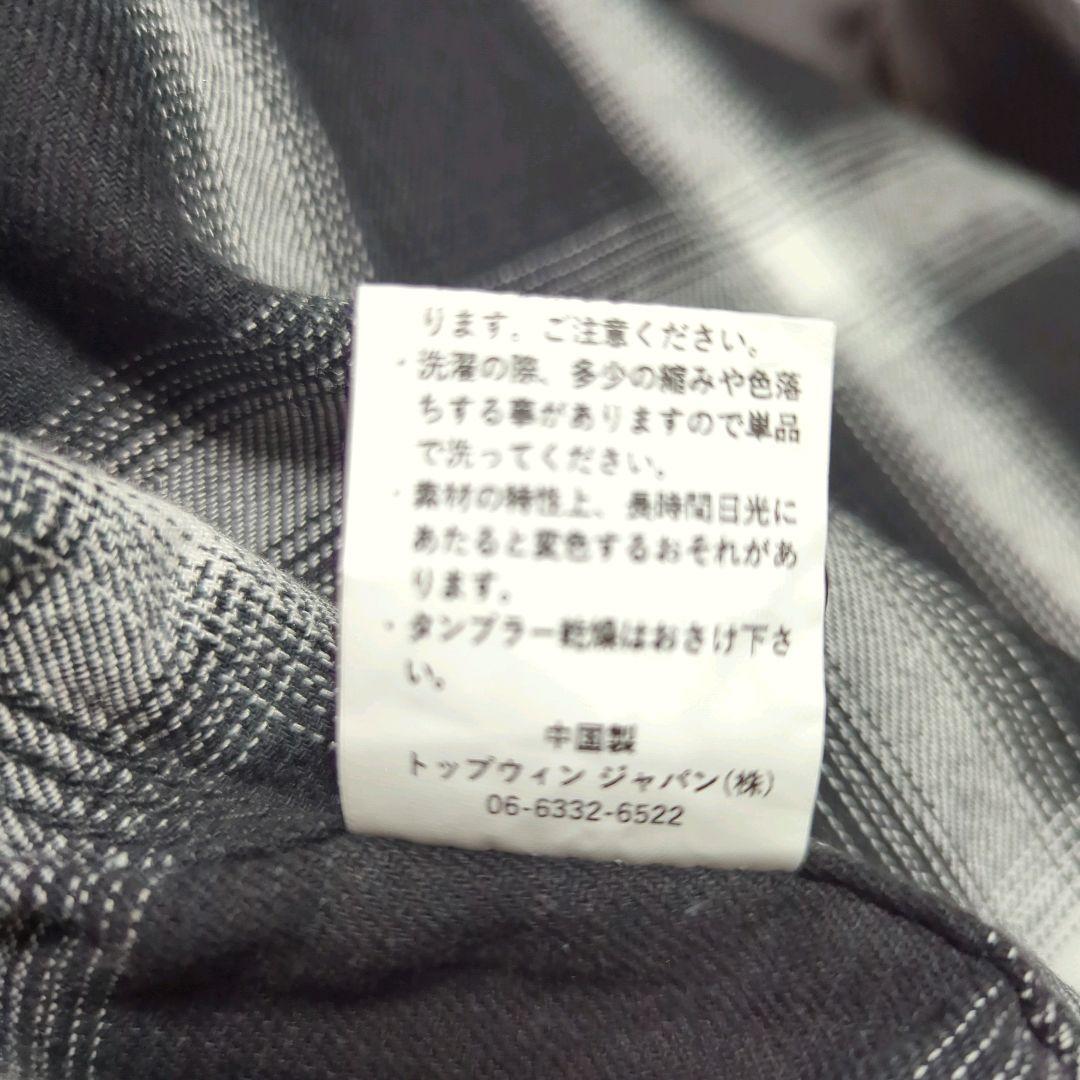 ります。ご注意ください。
・洗濯の際、多少の縮みや色落
ちする事がありますので単品
で洗ってください。
・素材の特性上、長時間日光に
あたると変色するおそれがあ
ります。
・タンブラー乾燥はおさけ下さ
い。
中国製
トップウィン ジャパン(株)
06-6332-6522